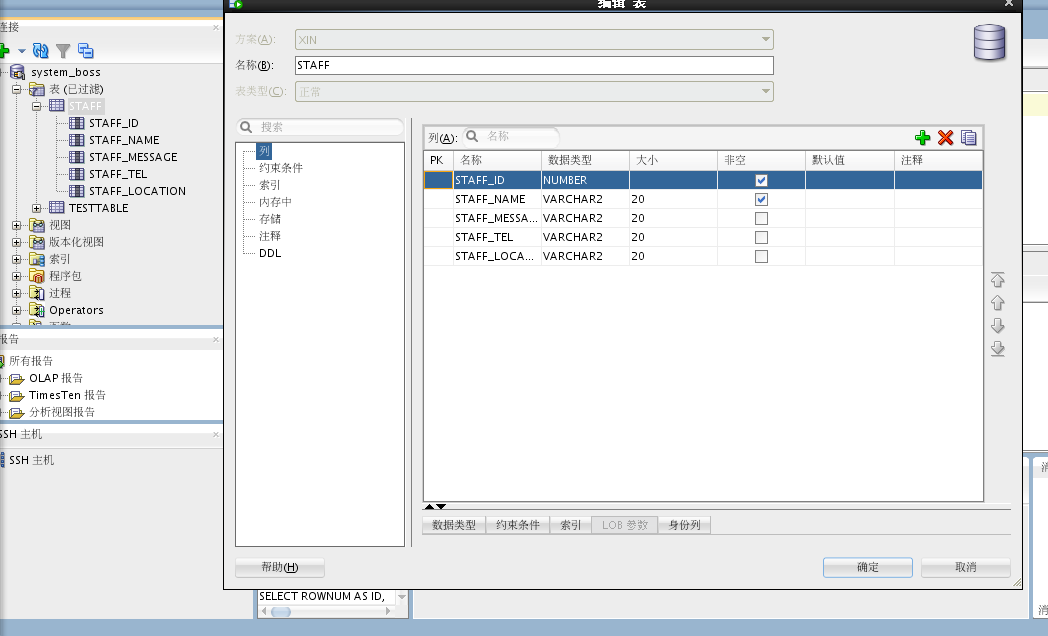 连接
system_boss
表 (已过滤)
STAFF
STAFF_ID
STAFF_NAME
STAFF_MESSAGE
STAFF_TEL
STAFF_LOCATION
TESTTABLE
视图
版本化视图
索引
程序包
过程
Operators
报告
所有报告
OLAP 报告
TimesTen 报告
分析视图报告
SSH 主机
SSH 主机
编辑 表
方案(A): XIN
名称(B): STAFF
表类型(C): 正常
搜索
列
约束条件
索引
内存中
存储
注释
DDL
列(A): 名称
PK 名称 数据类型 大小 非空 默认值 注释
STAFF_ID NUMBER
STAFF_NAME VARCHAR2 20
STAFF_MESSA... VARCHAR2 20
STAFF_TEL VARCHAR2 20
STAFF_LOCA... VARCHAR2 20
数据类型 约束条件 索引 LOB 参数 身份列
帮助(H) 确定 取消
SELECT ROWNUM AS ID,
消
消